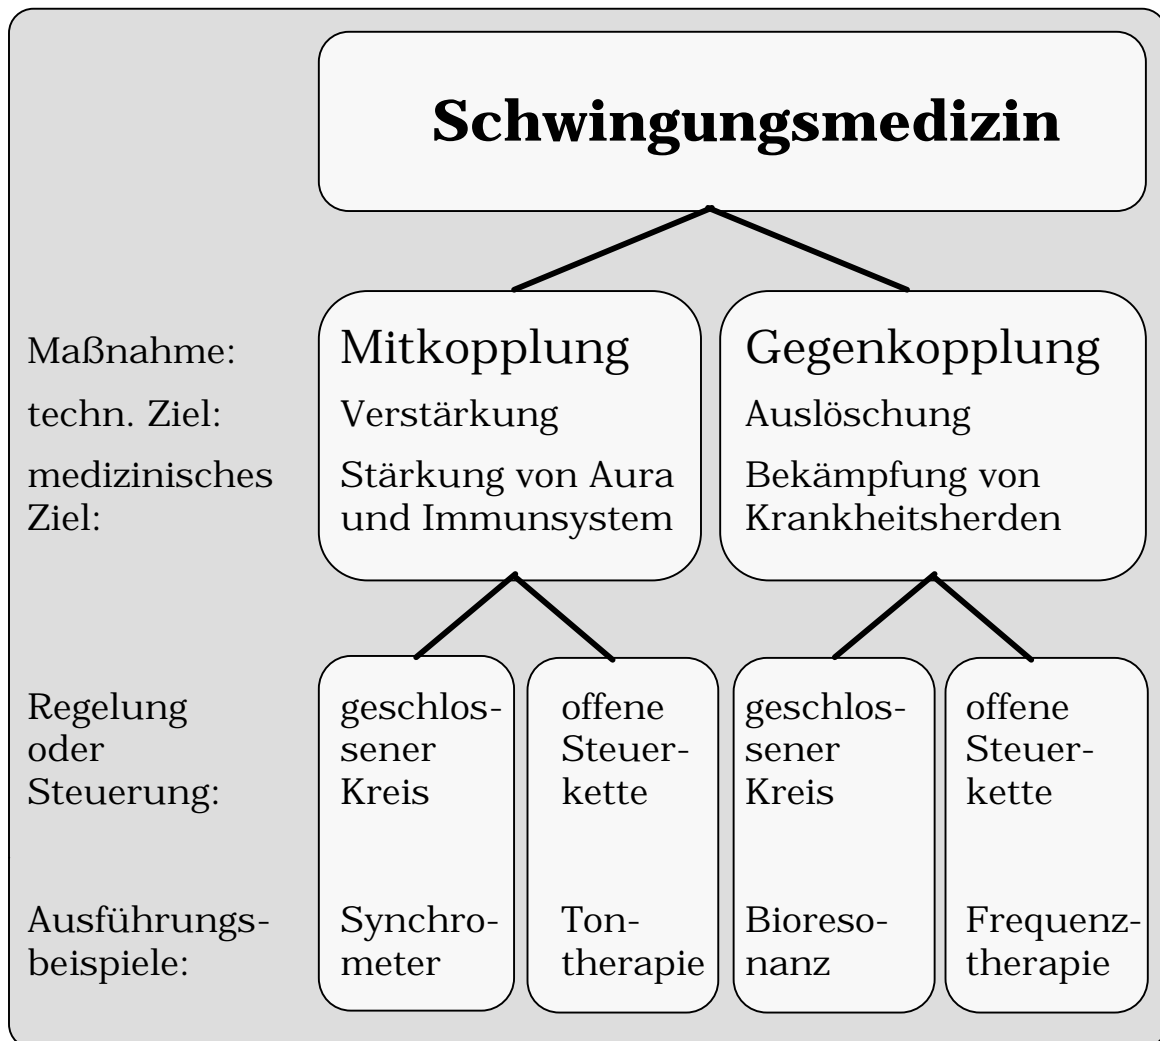 Schwingungsmedizin
Maßnahme: Mitkopplung Gegenkopplung
techn. Ziel: Verstärkung Auslöschung
medizinisches Stärkung von Aura Bekämpfung von
Ziel: und Immunsystem Krankheitsherden
Regelung geschlos- offene geschlos- offene
oder sener Steuer- sener Steuer-
Steuerung: Kreis kette Kreis kette
Ausführungs- Synchro- Ton- Bioreso- Frequenz-
beispiele: meter therapie nanz therapie